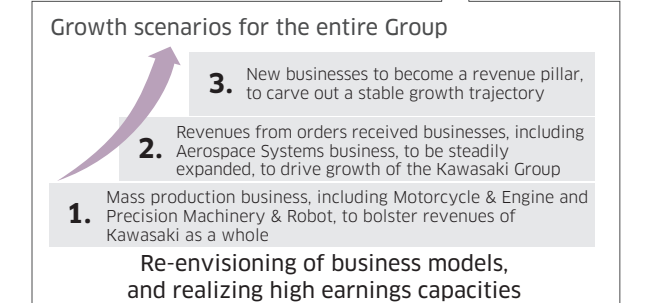 Growth scenarios for the entire Group
3. New businesses to become a revenue pillar,
to carve out a stable growth trajectory
2. Revenues from orders received businesses, including
Aerospace Systems business, to be steadily
expanded, to drive growth of the Kawasaki Group
1. Mass production business, including Motorcycle & Engine and
Precision Machinery & Robot, to bolster revenues of
Kawasaki as a whole
Re-envisioning of business models,
and realizing high earnings capacities